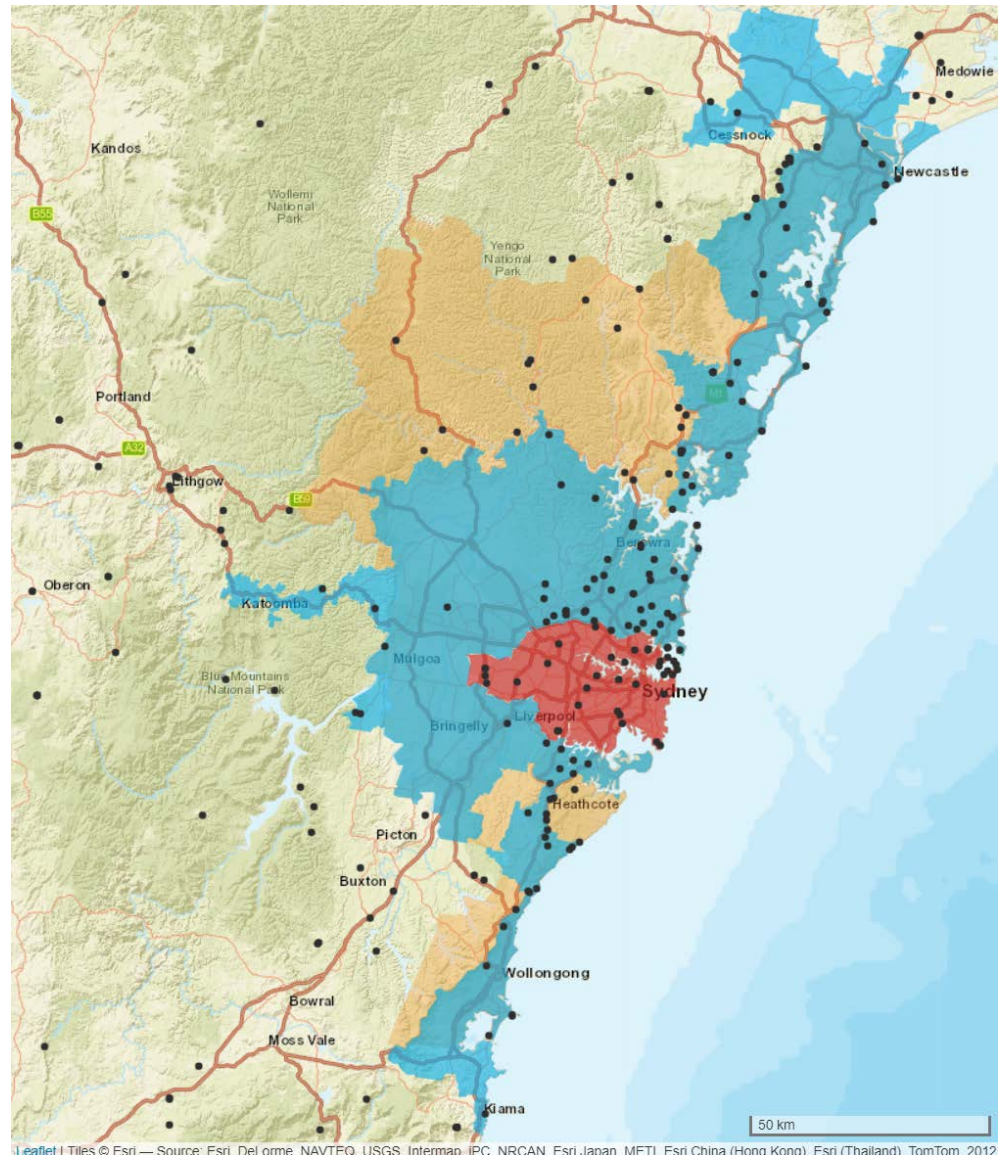 Medowie
Kandos
Cessnock
Newcastle
Wollemi
National
Park
B55
Yengo
National
Park
M1
Portland
A32
Lithgow
B59
Berowra
Oberon
Katoomba
Mulgoa
Blue Mountains
National Park
Sydney
Liverpool
Bringelly
Heathcote
Picton
Buxton
Wollongong
Bowral
Moss Vale
Kiama
50 km
Leaflet | Tiles © Esri — Source: Esri, DeLorme, NAVTEQ, USGS, Intermap, iPC, NRCAN, Esri Japan, METI, Esri China (Hong Kong), Esri (Thailand), TomTom, 2012